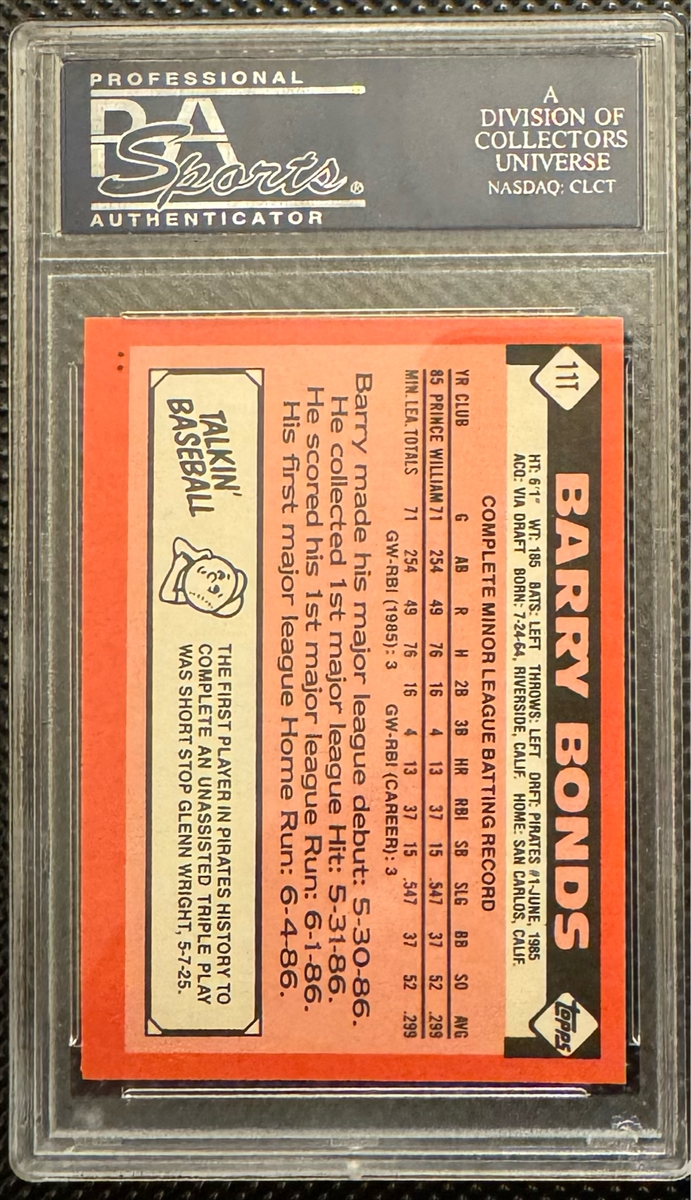 PROFESSIONAL
PSA
Sports®
AUTHENTICATOR
A
DIVISION OF
COLLECTORS
UNIVERSE
NASDAQ: CLCT
11T
BARRY BONDS
topps
HT: 6'1" WT: 185 BATS: LEFT THROWS: LEFT DRFT: PIRATES #1-JUNE, 1985
ACQ: VIA DRAFT BORN: 7-24-64, RIVERSIDE, CALIF. HOME: SAN CARLOS, CALIF.
COMPLETE MINOR LEAGUE BATTING RECORD
YR CLUB G AB R H 2B 3B HR RBI SB SLG BB SO AVG
85 PRINCE WILLIAM 71 254 49 76 16 4 13 37 15 .547 37 52 .299
MIN. LEA. TOTALS 71 254 49 76 16 4 13 37 15 .547 37 52 .299
GW-RBI (1985): 3 GW-RBI (CAREER): 3
Barry made his major league debut: 5-30-86.
He collected 1st major league Hit: 5-31-86.
He scored his 1st major league Run: 6-1-86.
His first major league Home Run: 6-4-86.
TALKIN'
BASEBALL
THE FIRST PLAYER IN PIRATES HISTORY TO
COMPLETE AN UNASSISTED TRIPLE PLAY
WAS SHORT STOP GLENN WRIGHT, 5-7-25.